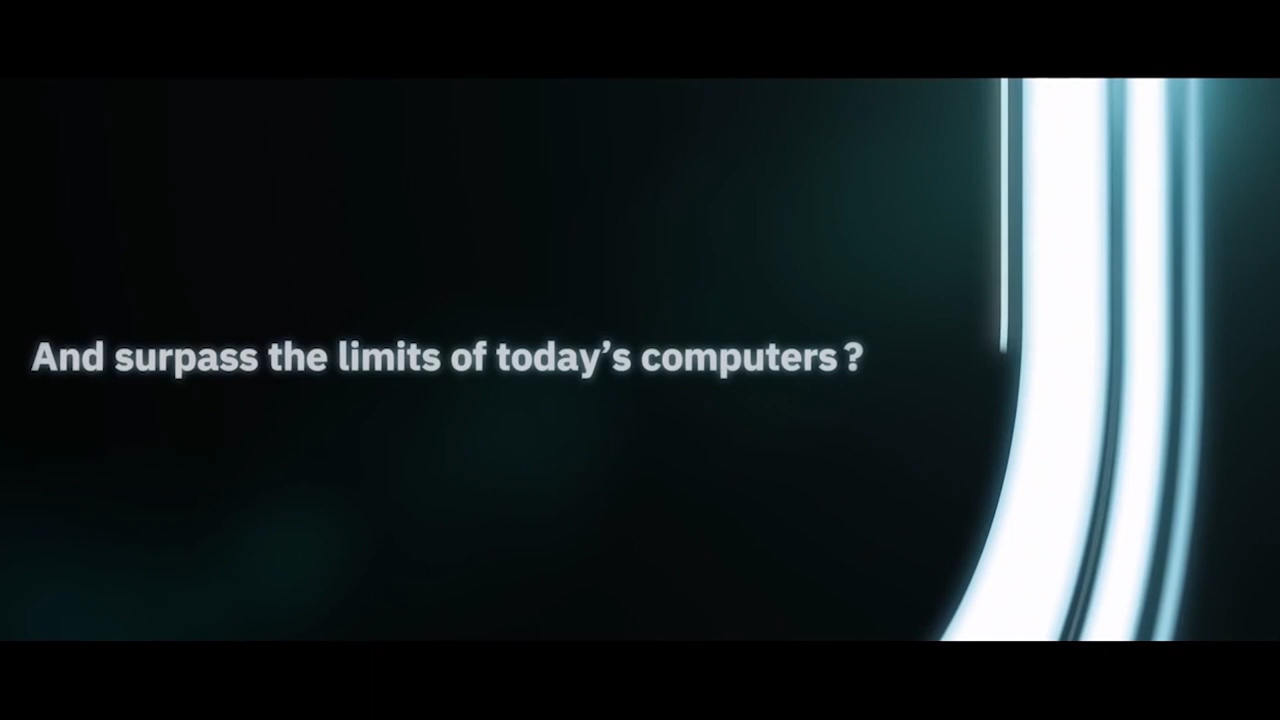 And surpass the limits of today’s computers ?